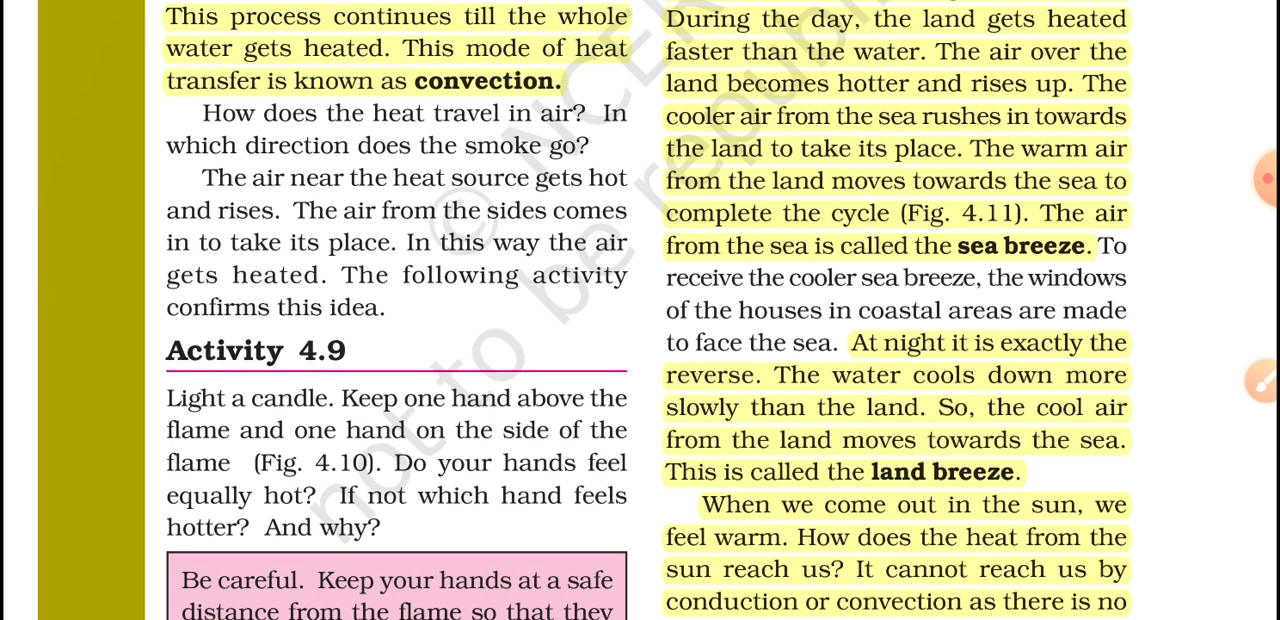 This process continues till the whole
water gets heated. This mode of heat
transfer is known as convection.
How does the heat travel in air? In
which direction does the smoke go?
The air near the heat source gets hot
and rises. The air from the sides comes
in to take its place. In this way the air
gets heated. The following activity
confirms this idea.
Activity 4.9
Light a candle. Keep one hand above the
flame and one hand on the side of the
flame (Fig. 4.10). Do your hands feel
equally hot? If not which hand feels
hotter? And why?
Be careful. Keep your hands at a safe
distance from the flame so that they
During the day, the land gets heated
faster than the water. The air over the
land becomes hotter and rises up. The
cooler air from the sea rushes in towards
the land to take its place. The warm air
from the land moves towards the sea to
complete the cycle (Fig. 4.11). The air
from the sea is called the sea breeze. To
receive the cooler sea breeze, the windows
of the houses in coastal areas are made
to face the sea. At night it is exactly the
reverse. The water cools down more
slowly than the land. So, the cool air
from the land moves towards the sea.
This is called the land breeze.
When we come out in the sun, we
feel warm. How does the heat from the
sun reach us? It cannot reach us by
conduction or convection as there is no
© NCER
not to be republi